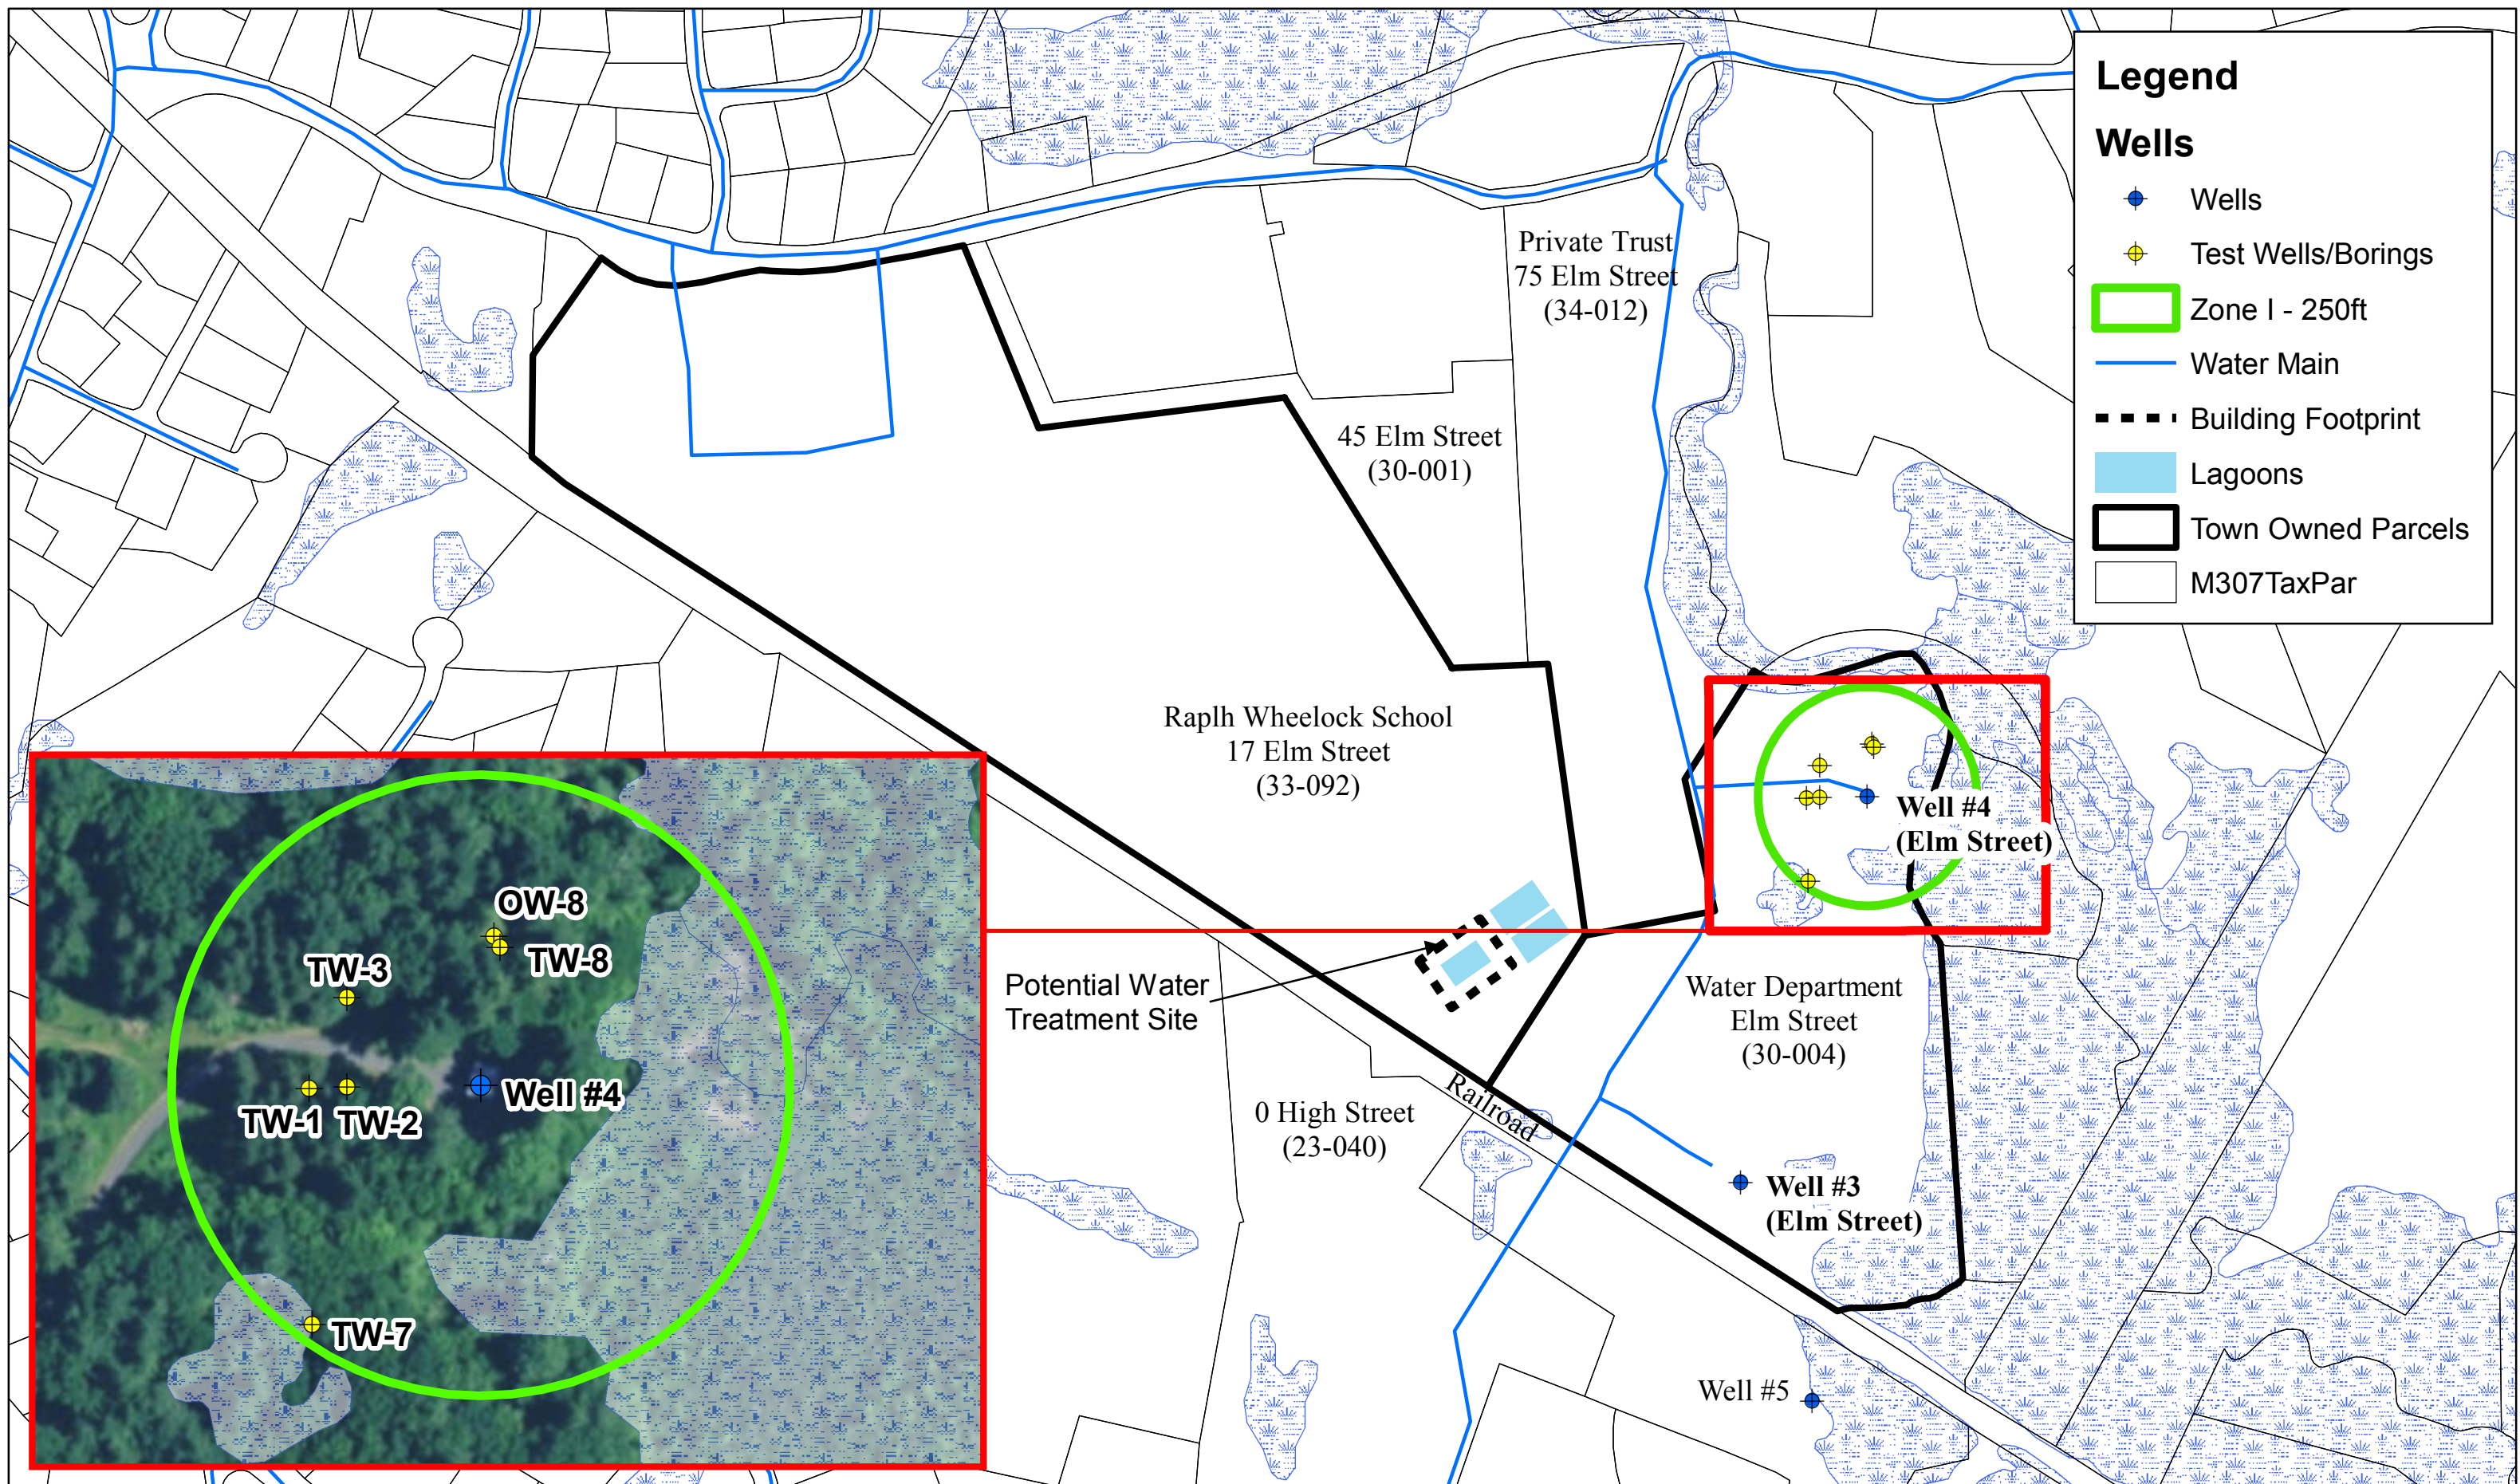 Legend
Wells
Wells
Test Wells/Borings
Zone I - 250ft
Water Main
Building Footprint
Lagoons
Town Owned Parcels
M307TaxPar
Private Trust
75 Elm Street
(34-012)
45 Elm Street
(30-001)
Raplh Wheelock School
17 Elm Street
(33-092)
Well #4
(Elm Street)
OW-8
TW-8
TW-3
Well #4
TW-1
TW-2
TW-7
Potential Water
Treatment Site
Water Department
Elm Street
(30-004)
Railroad
0 High Street
(23-040)
Well #3
(Elm Street)
Well #5